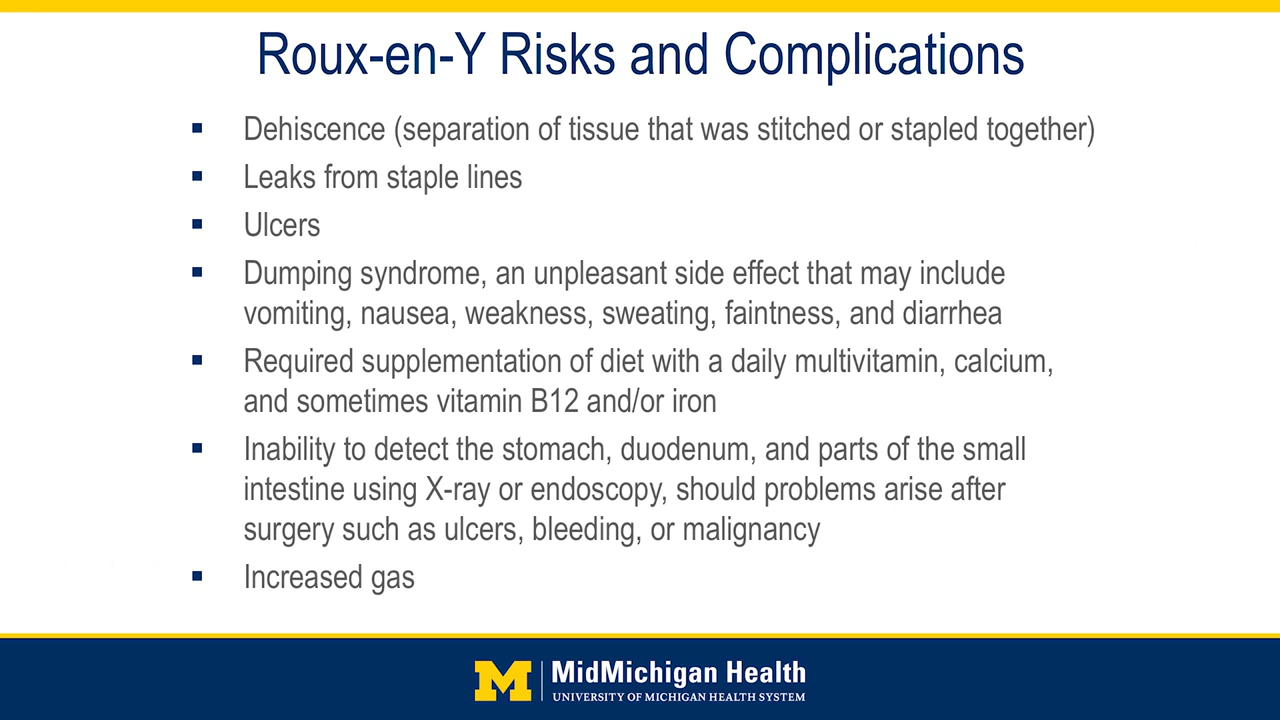 Roux-en-Y Risks and Complications
▪ Dehiscence (separation of tissue that was stitched or stapled together)
▪ Leaks from staple lines
▪ Ulcers
▪ Dumping syndrome, an unpleasant side effect that may include
vomiting, nausea, weakness, sweating, faintness, and diarrhea
▪ Required supplementation of diet with a daily multivitamin, calcium,
and sometimes vitamin B12 and/or iron
▪ Inability to detect the stomach, duodenum, and parts of the small
intestine using X-ray or endoscopy, should problems arise after
surgery such as ulcers, bleeding, or malignancy
▪ Increased gas
M MidMichigan Health
UNIVERSITY OF MICHIGAN HEALTH SYSTEM